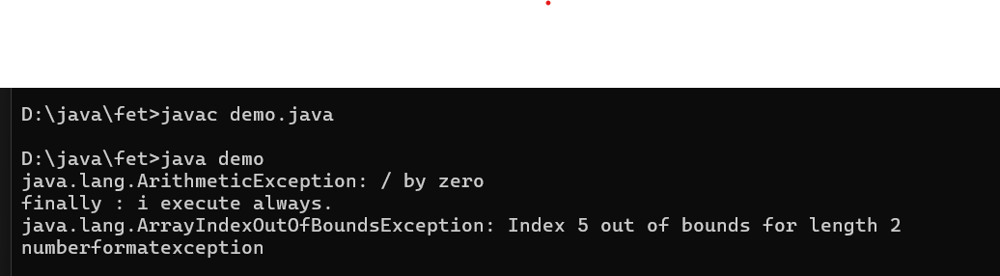 D:\java\fet>javac demo.java
D:\java\fet>java demo
java.lang.ArithmeticException: / by zero
finally : i execute always.
java.lang.ArrayIndexOutOfBoundsException: Index 5 out of bounds for length 2
numberformatexception